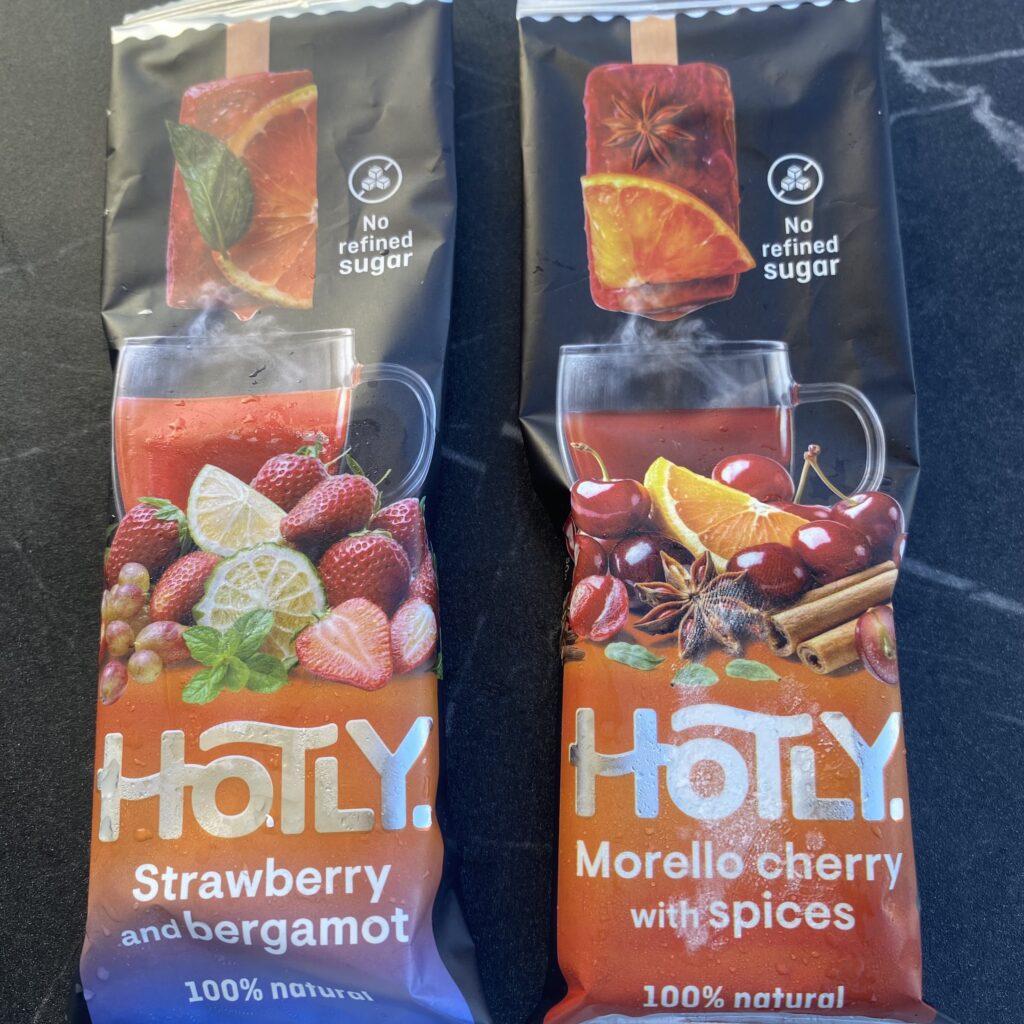 No
refined
sugar
HOTLY.
Strawberry
and bergamot
100% natural
No
refined
sugar
HOTLY.
Morello cherry
with spices
100% natural